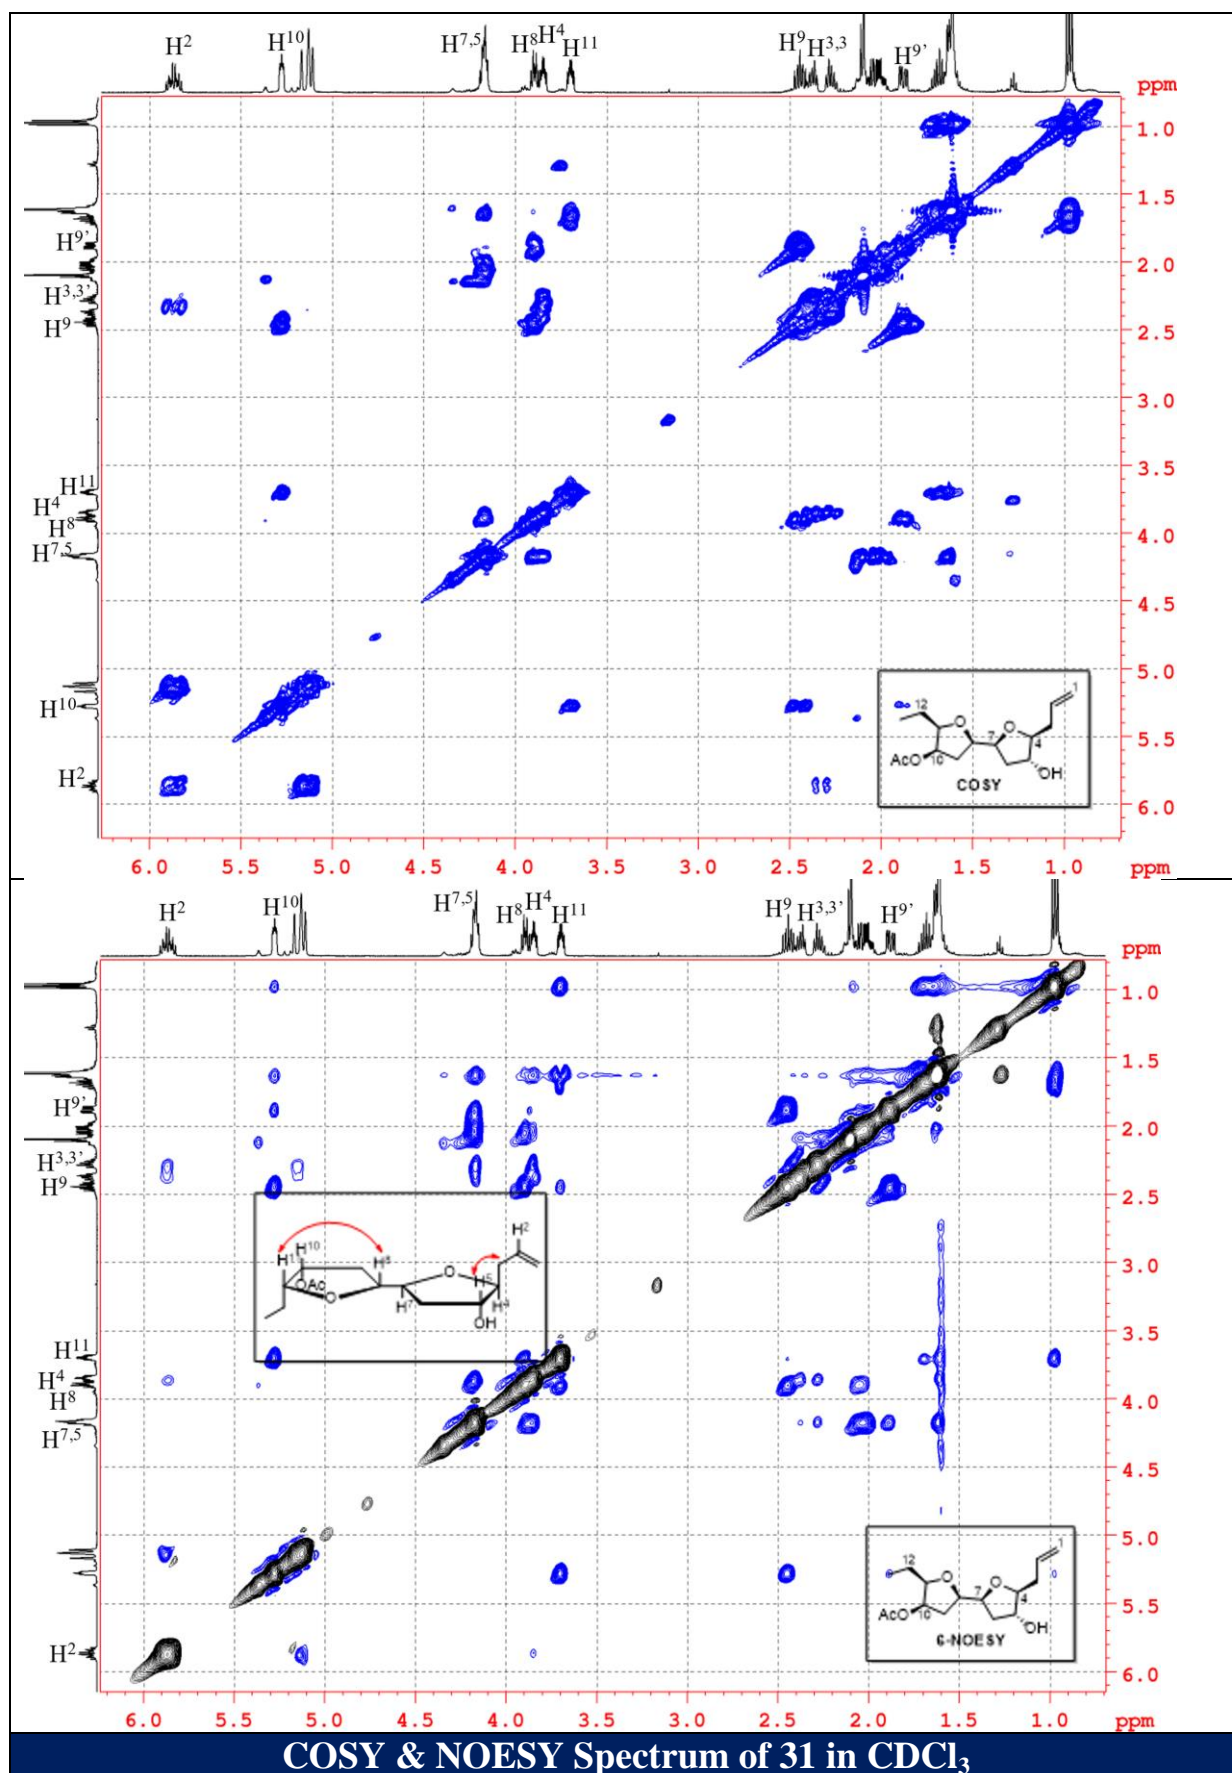 H2 H10 H7,5 H8 H4 H11 H9 H3,3 H9'
ppm
1.0
1.5
2.0
2.5
3.0
3.5
4.0
4.5
5.0
5.5
6.0
H9'
H3,3'
H9
H11
H4
H8
H7,5
H10
H2
12 O O 1
7 4
AcO 10 OH
COSY
6.0 5.5 5.0 4.5 4.0 3.5 3.0 2.5 2.0 1.5 1.0 ppm
H2 H10 H7,5 H8 H4 H11 H9 H3,3' H9'
ppm
1.0
1.5
2.0
2.5
3.0
3.5
4.0
4.5
5.0
5.5
6.0
H9'
H3,3'
H9
H11
H4
H8
H7,5
H2
H2
H10
H11 H8 O
OAc H5
O H7 H4
OH
12 O O 1
7 4
AcO 10 OH
6-NOESY
6.0 5.5 5.0 4.5 4.0 3.5 3.0 2.5 2.0 1.5 1.0 ppm
COSY & NOESY Spectrum of 31 in CDCl3